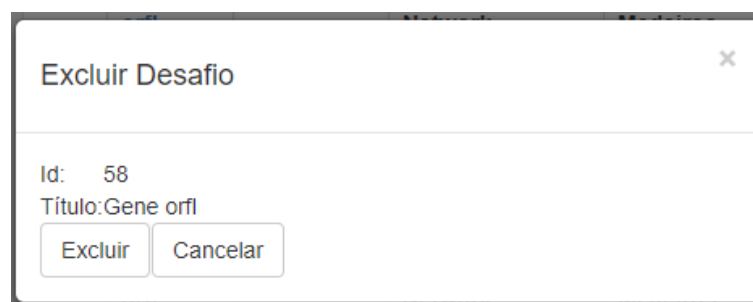 Excluir Desafio
×
Id: 58
Título:Gene orfl
Excluir Cancelar